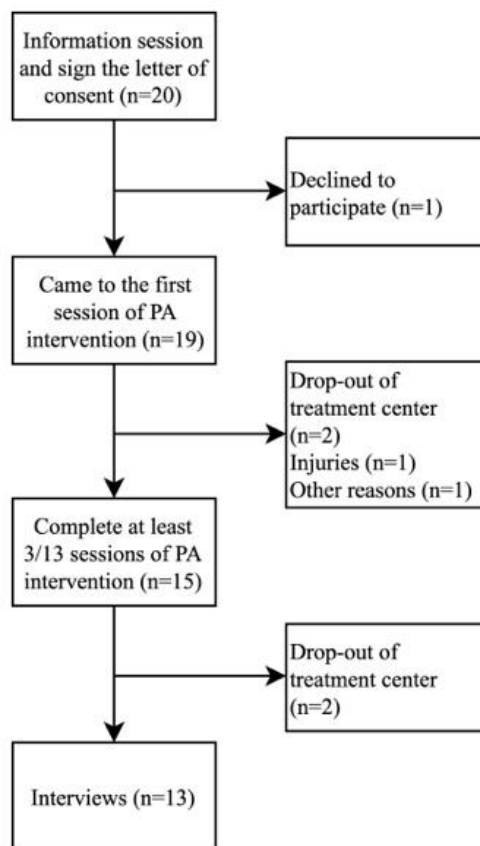 Information session
and sign the letter of
consent (n=20)
Declined to
participate (n=1)
Came to the first
session of PA
intervention (n=19)
Drop-out of
treatment center
(n=2)
Injuries (n=1)
Other reasons (n=1)
Complete at least
3/13 sessions of PA
intervention (n=15)
Drop-out of
treatment center
(n=2)
Interviews (n=13)